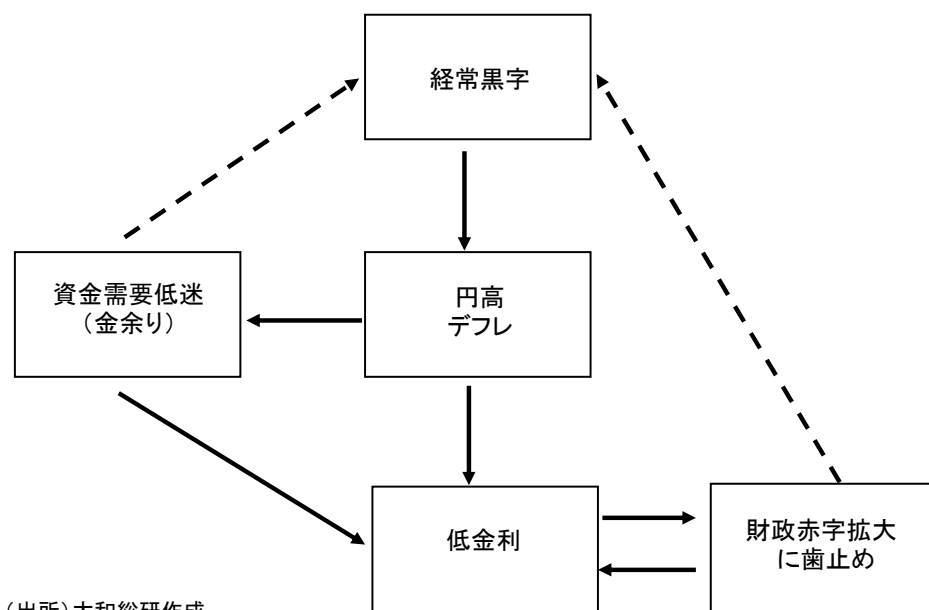 経常黒字
資金需要低迷
（金余り）
円高
デフレ
低金利
財政赤字拡大
に歯止め
（出所）大和総研作成